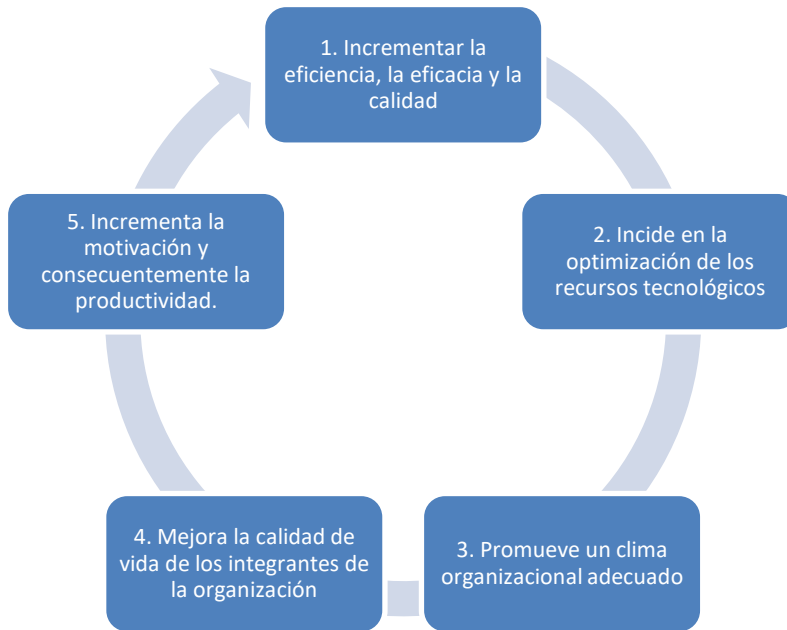 1. Incrementar la
eficiencia, la eficacia y la
calidad
2. Incide en la
optimización de los
recursos tecnológicos
3. Promueve un clima
organizacional adecuado
4. Mejora la calidad de
vida de los integrantes de
la organización
5. Incrementa la
motivación y
consecuentemente la
productividad.